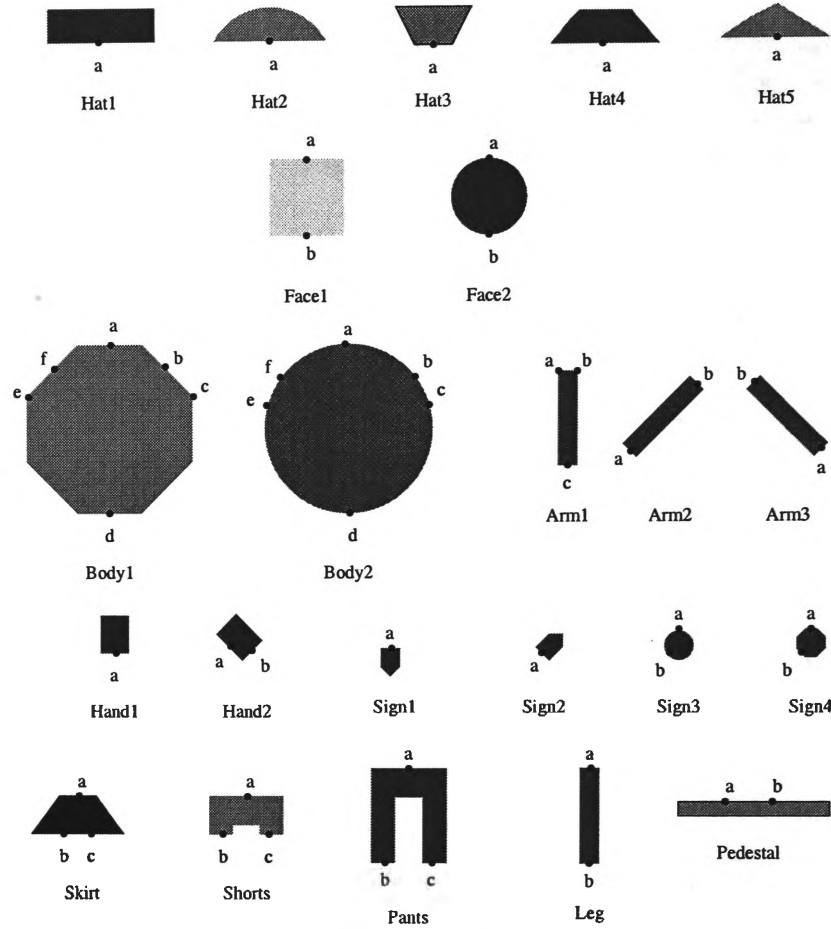 a a a a a
Hat1 Hat2 Hat3 Hat4 Hat5
a a
b b
Face1 Face2
a a
f b f b a b b b
e c e c
a a
c
d d Arm1 Arm2 Arm3
Body1 Body2
a a a
a a b a b b
Hand1 Hand2 Sign1 Sign2 Sign3 Sign4
a a a a a b
b c b c b c b Pedestal
Skirt Shorts Pants Leg